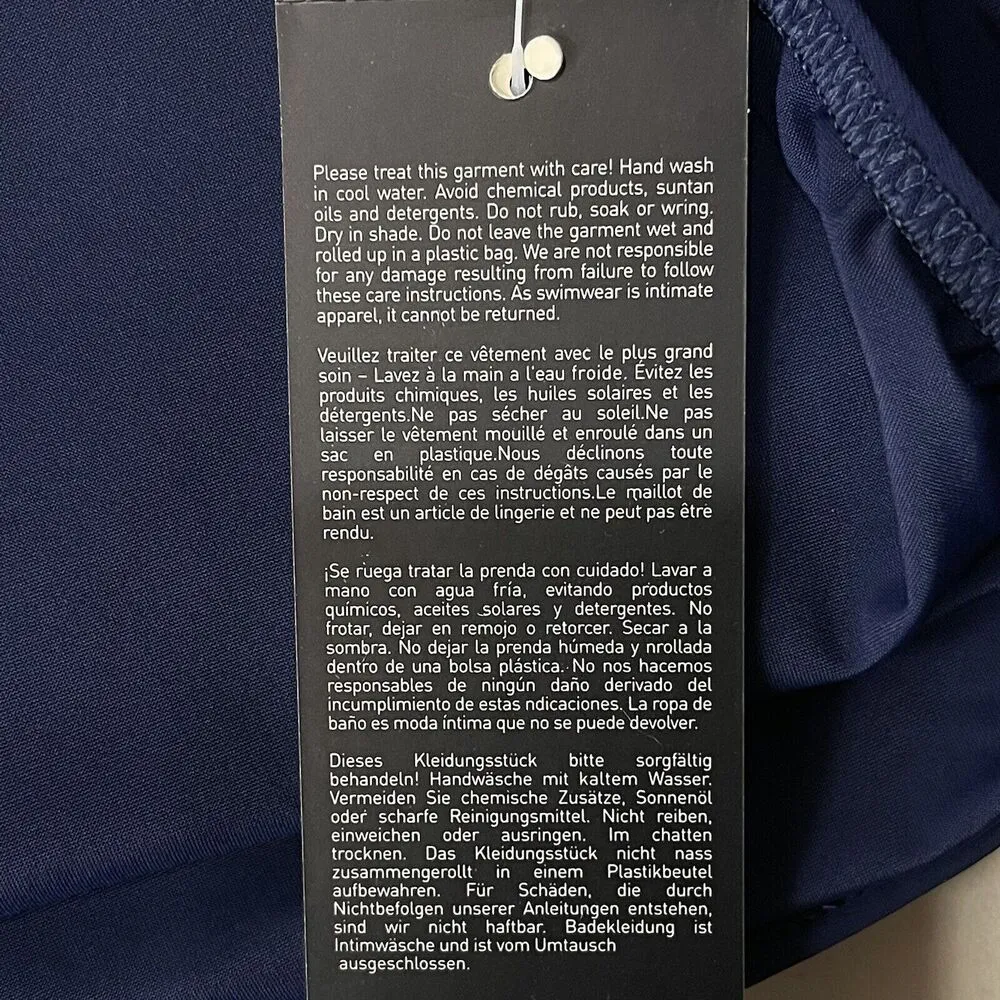 Please treat this garment with care! Hand wash
in cool water. Avoid chemical products, suntan
oils and detergents. Do not rub, soak or wring.
Dry in shade. Do not leave the garment wet and
rolled up in a plastic bag. We are not responsible
for any damage resulting from failure to follow
these care instructions. As swimwear is intimate
apparel, it cannot be returned.
Veuillez traiter ce vêtement avec le plus grand
soin – Lavez à la main a l'eau froide. Évitez les
produits chimiques, les huiles solaires et les
détergents.Ne pas sécher au soleil.Ne pas
laisser le vêtement mouillé et enroulé dans un
sac en plastique.Nous déclinons toute
responsabilité en cas de dégâts causés par le
non-respect de ces instructions.Le maillot de
bain est un article de lingerie et ne peut pas être
rendu.
¡Se ruega tratar la prenda con cuidado! Lavar a
mano con agua fría, evitando productos
químicos, aceites solares y detergentes. No
frotar, dejar en remojo o retorcer. Secar a la
sombra. No dejar la prenda húmeda y nrollada
dentro de una bolsa plástica. No nos hacemos
responsables de ningún daño derivado del
incumplimiento de estas ndicaciones. La ropa de
baño es moda íntima que no se puede devolver.
Dieses Kleidungsstück bitte sorgfältig
behandeln! Handwäsche mit kaltem Wasser.
Vermeiden Sie chemische Zusätze, Sonnenöl
oder scharfe Reinigungsmittel. Nicht reiben,
einweichen oder ausringen. Im chatten
trocknen. Das Kleidungsstück nicht nass
zusammengerollt in einem Plastikbeutel
aufbewahren. Für Schäden, die durch
Nichtbefolgen unserer Anleitungen entstehen,
sind wir nicht haftbar. Badekleidung ist
Intimwäsche und ist vom Umtausch
ausgeschlossen.